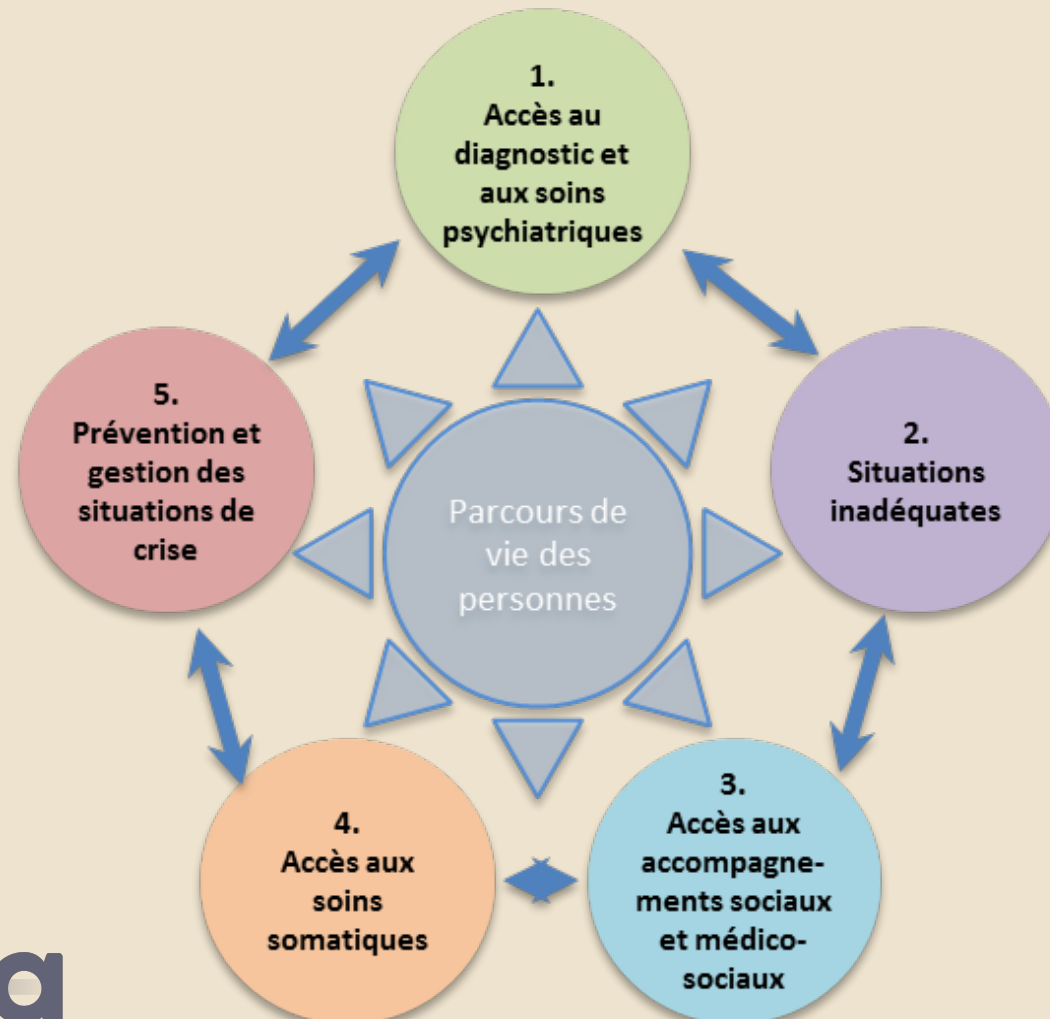 1.
Accès au
diagnostic et
aux soins
psychiatriques
5.
Prévention et
gestion des
situations de
crise
Parcours de
vie des
personnes
2.
Situations
inadéquates
4.
Accès aux
soins
somatiques
3.
Accès aux
accompagne-
ments sociaux
et médico-
sociaux
a